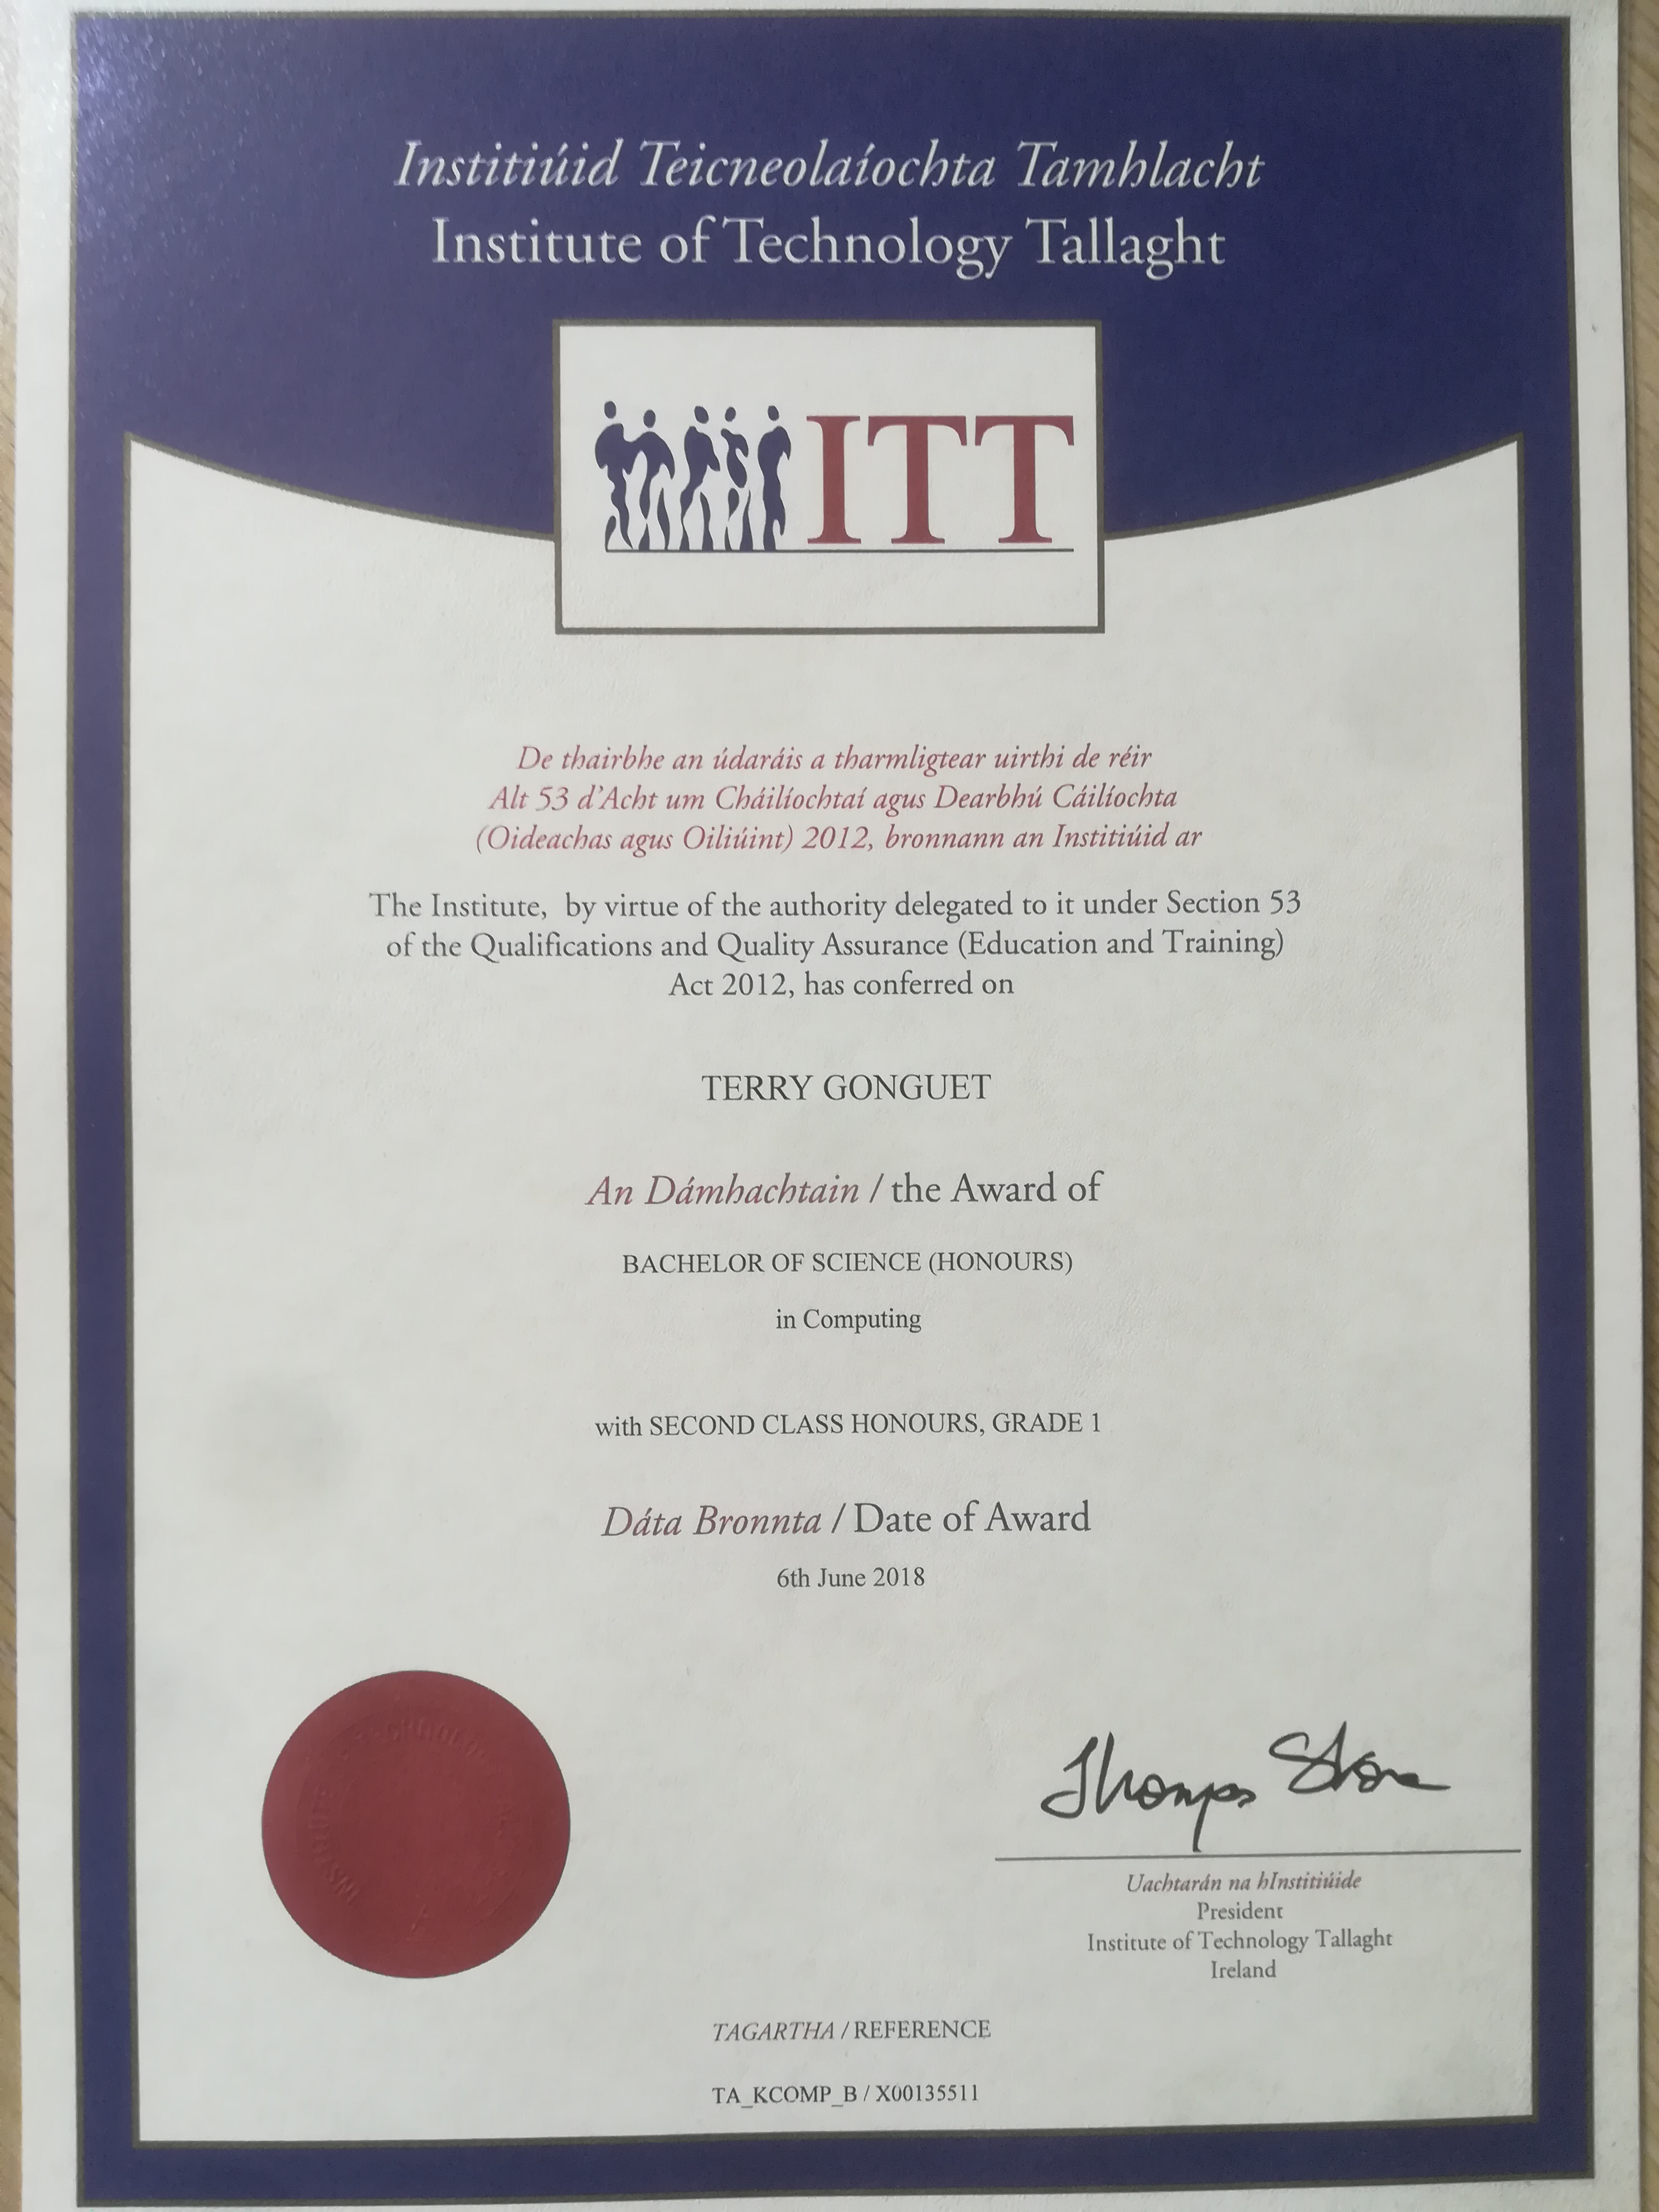 Institiúid Teicneolaíochta Tamhlacht
Institute of Technology Tallaght
ITT
De thairbhe an údaráis a tharmligtear uirthi de réir
Alt 53 d'Acht um Cháilíochtaí agus Dearbhú Cáilíochta
(Oideachas agus Oiliúint) 2012, bronnann an Institiúid ar
The Institute, by virtue of the authority delegated to it under Section 53
of the Qualifications and Quality Assurance (Education and Training)
Act 2012, has conferred on
TERRY GONGUET
An Dámhachtain / the Award of
BACHELOR OF SCIENCE (HONOURS)
in Computing
with SECOND CLASS HONOURS, GRADE 1
Dáta Bronnta / Date of Award
6th June 2018
Uachtarán na hInstitiúide
President
Institute of Technology Tallaght
Ireland
TAGARTHA / REFERENCE
TA_KCOMP_B / X00135511